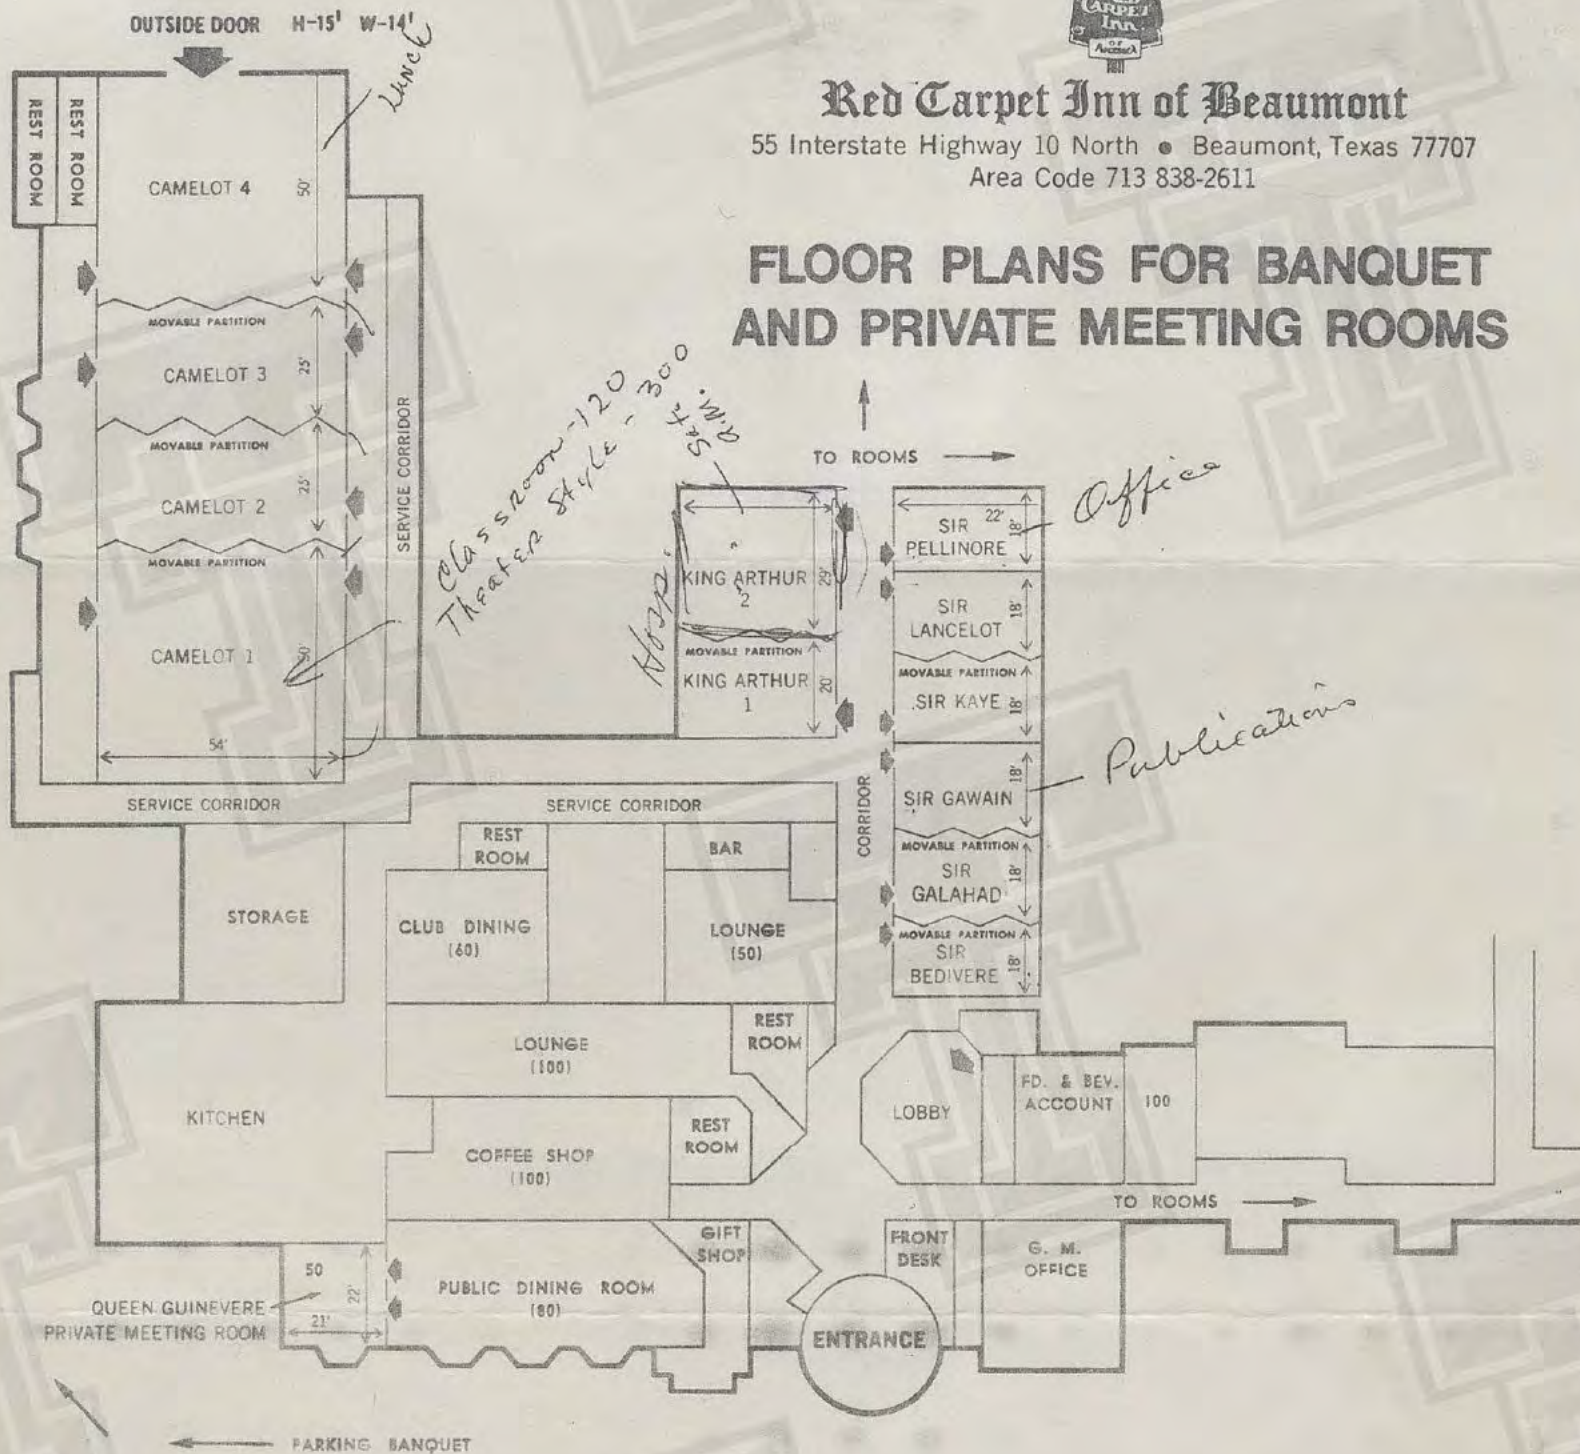 OUTSIDE DOOR H-15' W-14'
Lunch
CARPET
INN
OF
AMERICA
Red Carpet Inn of Beaumont
55 Interstate Highway 10 North • Beaumont, Texas 77707
Area Code 713 838-2611
FLOOR PLANS FOR BANQUET
AND PRIVATE MEETING ROOMS
REST ROOM
REST ROOM
CAMELOT 4
50'
MOVABLE PARTITION
CAMELOT 3
25'
MOVABLE PARTITION
CAMELOT 2
25'
MOVABLE PARTITION
CAMELOT 1
50'
54'
SERVICE CORRIDOR
Classroom - 120
Theater Style - 300
Sat.
a.m.
Hosp.
TO ROOMS
KING ARTHUR
2
29'
MOVABLE PARTITION
KING ARTHUR
1
20'
22'
SIR
PELLINORE
18'
Office
SIR
LANCELOT
18'
MOVABLE PARTITION
SIR KAYE
18'
SIR GAWAIN
18'
Publications
MOVABLE PARTITION
SIR
GALAHAD
18'
MOVABLE PARTITION
SIR
BEDIVERE
18'
CORRIDOR
SERVICE CORRIDOR
SERVICE CORRIDOR
REST
ROOM
BAR
STORAGE
CLUB DINING
(60)
LOUNGE
(50)
LOUNGE
(100)
REST
ROOM
KITCHEN
COFFEE SHOP
(100)
REST
ROOM
LOBBY
FD. & BEV.
ACCOUNT
100
TO ROOMS
GIFT
SHOP
FRONT
DESK
G. M.
OFFICE
50
22'
21'
QUEEN GUINEVERE
PRIVATE MEETING ROOM
PUBLIC DINING ROOM
(80)
ENTRANCE
PARKING BANQUET